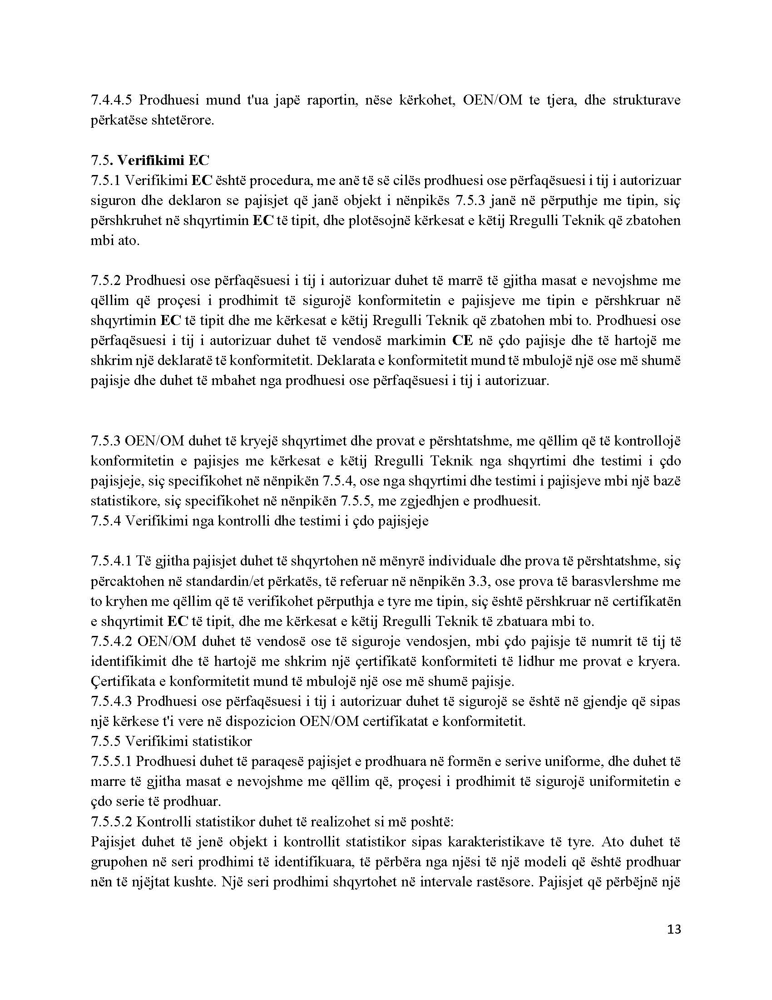 7.4.4.5 Prodhuesi mund t'ua japë raportin, nëse kërkohet, OEN/OM te tjera, dhe strukturave
përkatëse shtetërore.
7.5. Verifikimi EC
7.5.1 Verifikimi EC është procedura, me anë të së cilës prodhuesi ose përfaqësuesi i tij i autorizuar
siguron dhe deklaron se pajisjet që janë objekt i nënpikës 7.5.3 janë në përputhje me tipin, siç
përshkruhet në shqyrtimin EC të tipit, dhe plotësojnë kërkesat e këtij Rregulli Teknik që zbatohen
mbi ato.
7.5.2 Prodhuesi ose përfaqësuesi i tij i autorizuar duhet të marrë të gjitha masat e nevojshme me
qëllim që proçesi i prodhimit të sigurojë konformitetin e pajisjeve me tipin e përshkruar në
shqyrtimin EC të tipit dhe me kërkesat e këtij Rregulli Teknik që zbatohen mbi to. Prodhuesi ose
përfaqësuesi i tij i autorizuar duhet të vendosë markimin CE në çdo pajisje dhe të hartojë me
shkrim një deklaratë të konformitetit. Deklarata e konformitetit mund të mbulojë një ose më shumë
pajisje dhe duhet të mbahet nga prodhuesi ose përfaqësuesi i tij i autorizuar.
7.5.3 OEN/OM duhet të kryejë shqyrtimet dhe provat e përshtatshme, me qëllim që të kontrollojë
konformitetin e pajisjes me kërkesat e këtij Rregulli Teknik nga shqyrtimi dhe testimi i çdo
pajisjeje, siç specifikohet në nënpikën 7.5.4, ose nga shqyrtimi dhe testimi i pajisjeve mbi një bazë
statistikore, siç specifikohet në nënpikën 7.5.5, me zgjedhjen e prodhuesit.
7.5.4 Verifikimi nga kontrolli dhe testimi i çdo pajisjeje
7.5.4.1 Të gjitha pajisjet duhet të shqyrtohen në mënyrë individuale dhe prova të përshtatshme, siç
përcaktohen në standardin/et përkatës, të referuar në nënpikën 3.3, ose prova të barasvlershme me
to kryhen me qëllim që të verifikohet përputhja e tyre me tipin, siç është përshkruar në certifikatën
e shqyrtimit EC të tipit, dhe me kërkesat e këtij Rregulli Teknik të zbatuara mbi to.
7.5.4.2 OEN/OM duhet të vendosë ose të siguroje vendosjen, mbi çdo pajisje të numrit të tij të
identifikimit dhe të hartojë me shkrim një çertifikatë konformiteti të lidhur me provat e kryera.
Çertifikata e konformitetit mund të mbulojë një ose më shumë pajisje.
7.5.4.3 Prodhuesi ose përfaqësuesi i tij i autorizuar duhet të sigurojë se është në gjendje që sipas
një kërkese t'i vere në dispozicion OEN/OM certifikatat e konformitetit.
7.5.5 Verifikimi statistikor
7.5.5.1 Prodhuesi duhet të paraqesë pajisjet e prodhuara në formën e serive uniforme, dhe duhet të
marre të gjitha masat e nevojshme me qëllim që, proçesi i prodhimit të sigurojë uniformitetin e
çdo serie të prodhuar.
7.5.5.2 Kontrolli statistikor duhet të realizohet si më poshtë:
Pajisjet duhet të jenë objekt i kontrollit statistikor sipas karakteristikave të tyre. Ato duhet të
grupohen në seri prodhimi të identifikuara, të përbëra nga njësi të një modeli që është prodhuar
nën të njëjtat kushte. Një seri prodhimi shqyrtohet në intervale rastësore. Pajisjet që përbëjnë një
13